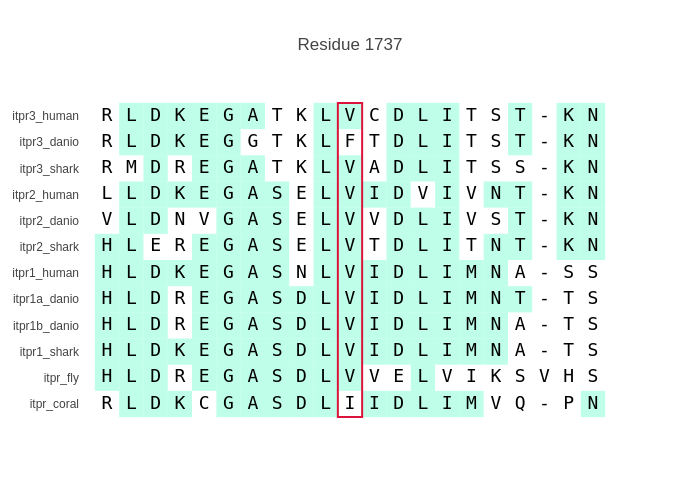 Residue 1737
itpr3_human R L D K E G A T K L V C D L I T S T - K N
itpr3_danio R L D K E G G T K L F T D L I T S T - K N
itpr3_shark R M D R E G A T K L V A D L I T S S - K N
itpr2_human L L D K E G A S E L V I D V I V N T - K N
itpr2_danio V L D N V G A S E L V V D L I V S T - K N
itpr2_shark H L E R E G A S E L V T D L I T N T - K N
itpr1_human H L D K E G A S N L V I D L I M N A - S S
itpr1a_danio H L D R E G A S D L V I D L I M N T - T S
itpr1b_danio H L D R E G A S D L V I D L I M N A - T S
itpr1_shark H L D K E G A S D L V I D L I M N A - T S
itpr_fly H L D R E G A S D L V V E L V I K S V H S
itpr_coral R L D K C G A S D L I I D L I M V Q - P N